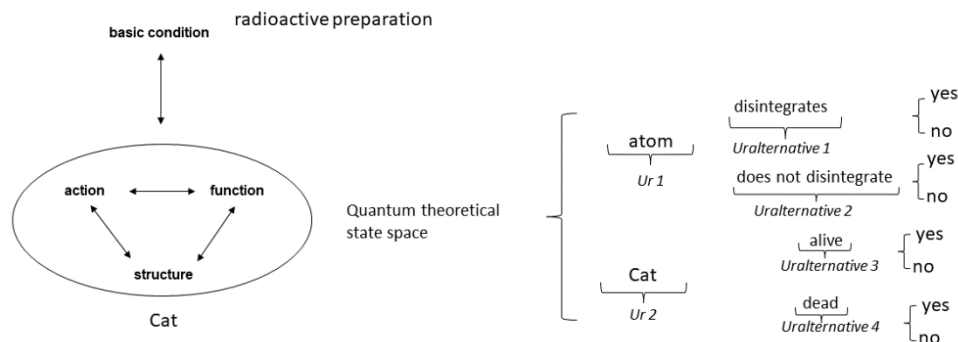 radioactive preparation
basic condition
action
function
structure
Cat
Quantum theoretical
state space
atom
Ur 1
Cat
Ur 2
disintegrates
Uralternative 1
yes
no
does not disintegrate
Uralternative 2
yes
no
alive
Uralternative 3
yes
no
dead
Uralternative 4
yes
no